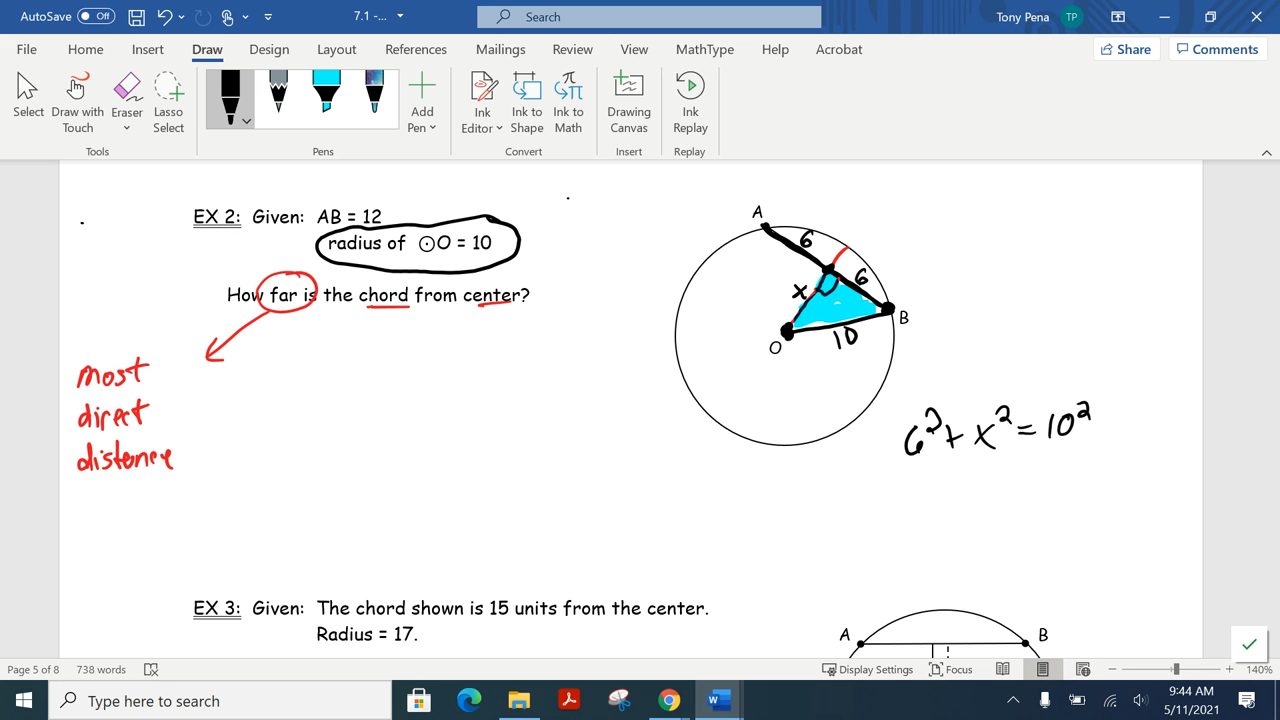 AutoSave Off 7.1 -... Search Tony Pena TP
File Home Insert Draw Design Layout References Mailings Review View MathType Help Acrobat Share Comments
Select Draw with Touch Eraser Lasso Select Add Pen Ink Editor Ink to Shape Ink to Math Drawing Canvas Ink Replay
Tools Pens Convert Insert Replay
EX 2: Given: AB = 12
radius of ⊙O = 10
How far is the chord from center?
most
direct
distance
A
6
6
x
B
10
O
6² + x² = 10²
EX 3: Given: The chord shown is 15 units from the center.
Radius = 17.
A B
Page 5 of 8 738 words Display Settings Focus 140%
Type here to search 9:44 AM
5/11/2021